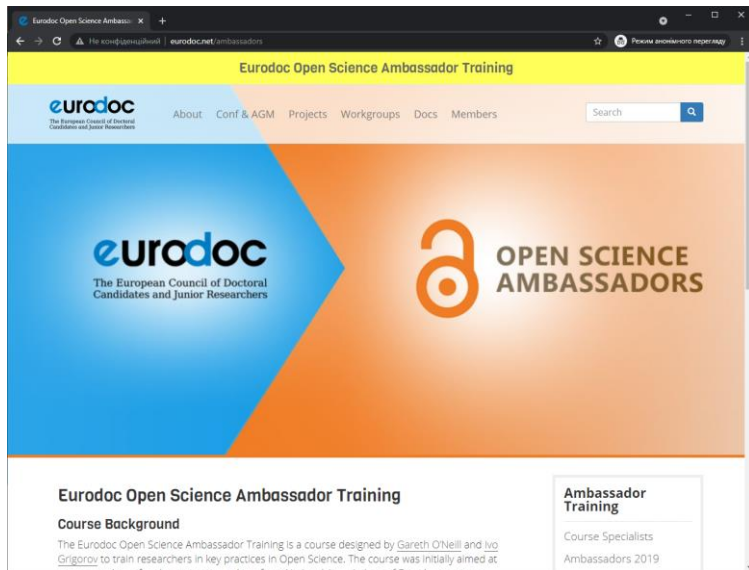 Eurodoc Open Science Ambassa
Не конфіденційний eurodoc.net/ambassadors Режим анонімного перегляду
Eurodoc Open Science Ambassador Training
eurodoc
The European Council of Doctoral
Candidates and Junior Researchers
About Conf & AGM Projects Workgroups Docs Members
Search
eurodoc
The European Council of Doctoral
Candidates and Junior Researchers
OPEN SCIENCE
AMBASSADORS
Eurodoc Open Science Ambassador Training
Course Background
The Eurodoc Open Science Ambassador Training is a course designed by Gareth O'Neill and Ivo
Grigorov to train researchers in key practices in Open Science. The course was initially aimed at
Ambassador
Training
Course Specialists
Ambassadors 2019